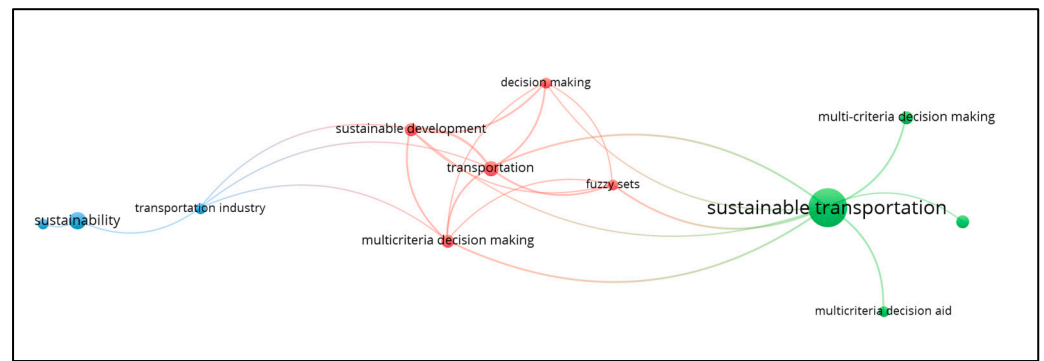 decision making
multi-criteria decision making
sustainable development
transportation
fuzzy sets
transportation industry
sustainable transportation
sustainability
multicriteria decision making
multicriteria decision aid